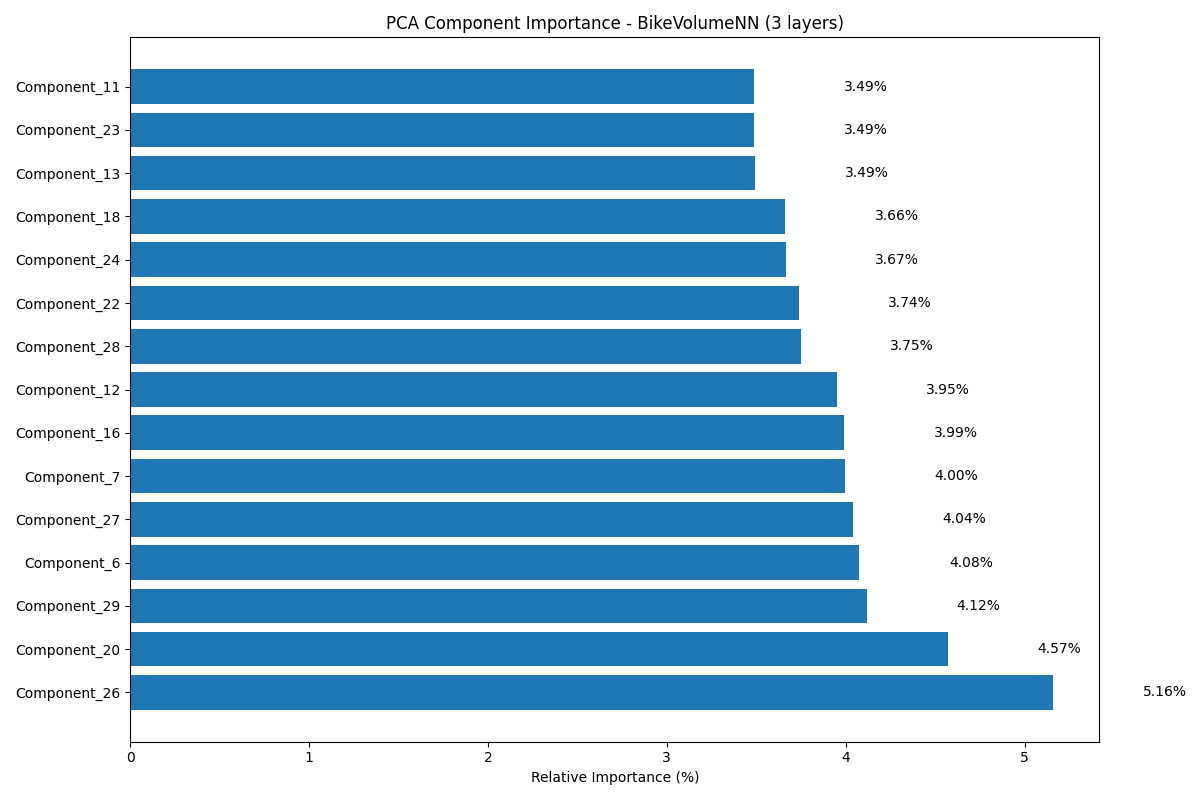 PCA Component Importance - BikeVolumeNN (3 layers)
Component_11 3.49%
Component_23 3.49%
Component_13 3.49%
Component_18 3.66%
Component_24 3.67%
Component_22 3.74%
Component_28 3.75%
Component_12 3.95%
Component_16 3.99%
Component_7 4.00%
Component_27 4.04%
Component_6 4.08%
Component_29 4.12%
Component_20 4.57%
Component_26 5.16%
0 1 2 3 4 5
Relative Importance (%)